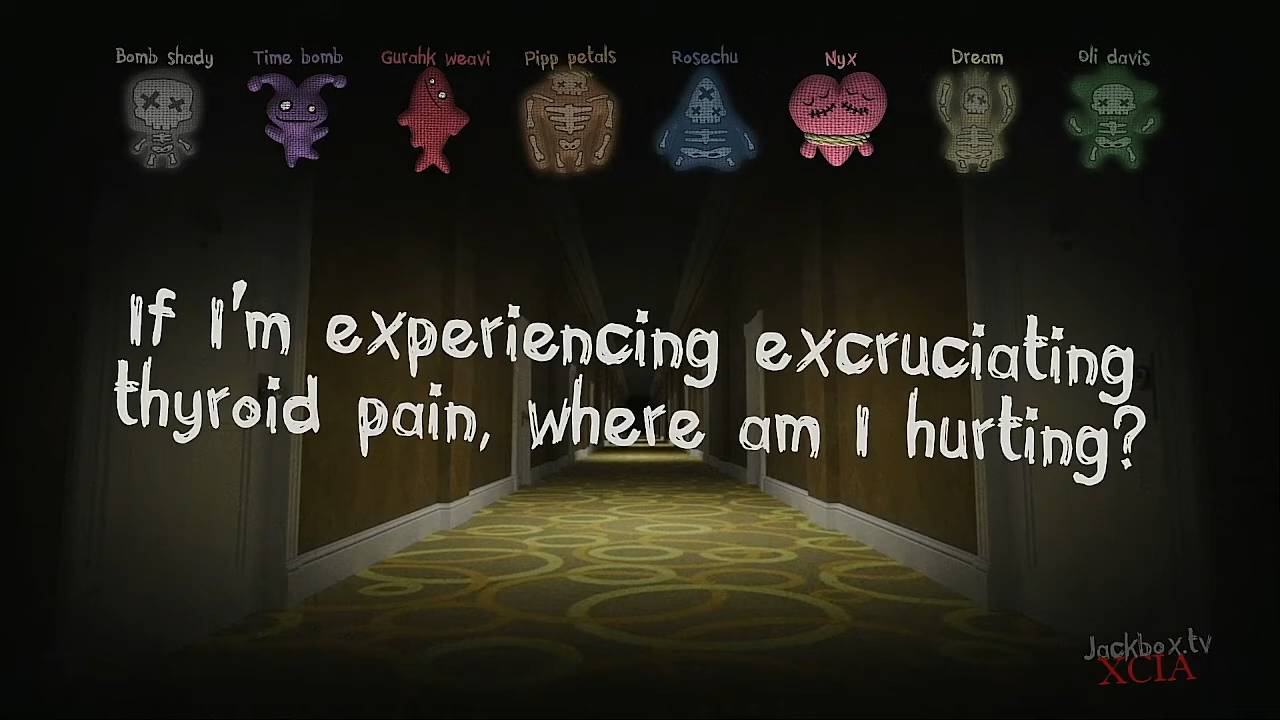 Bomb shady Time bomb Gurahk weavi Pipp petals Rosechu Nyx Dream Oli davis
If I'm experiencing excruciating
thyroid pain, where am I hurting?
Jackbox.tv
XCIA